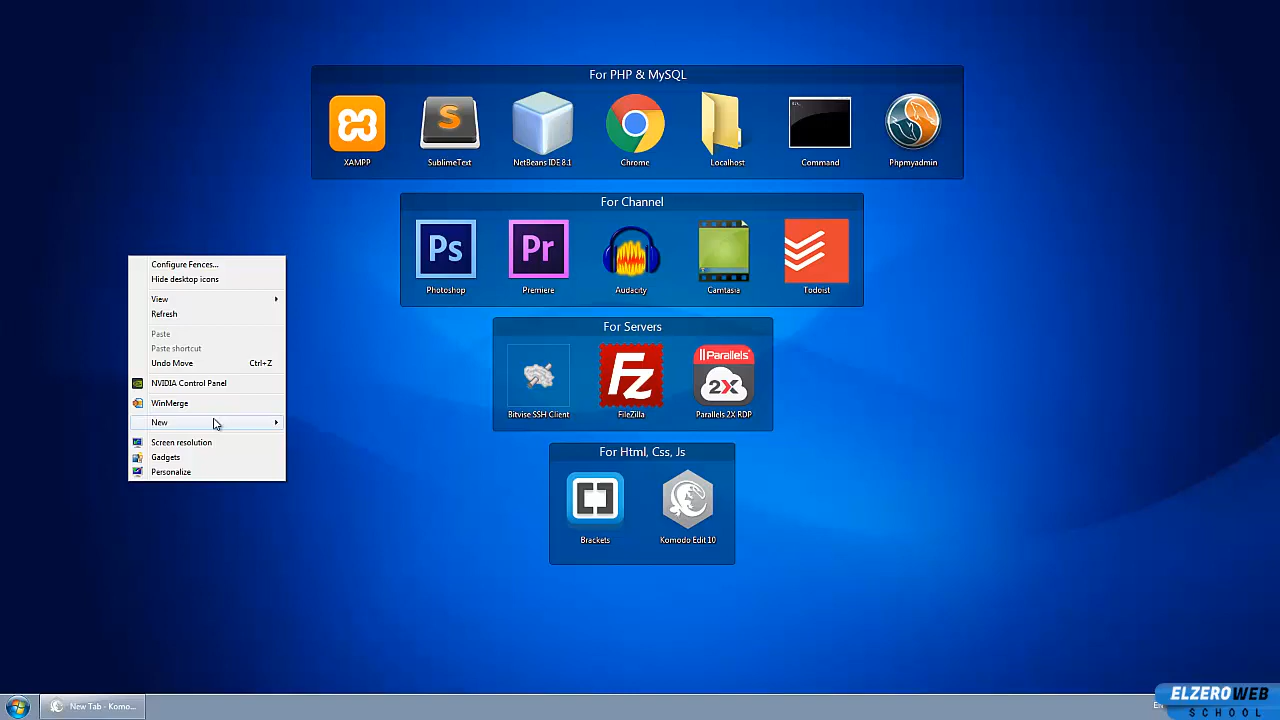 For PHP & MySQL
XAMPP
SublimeText
NetBeans IDE 8.1
Chrome
Localhost
Command
Phpmyadmin
For Channel
Ps
Pr
Photoshop
Premiere
Audacity
Camtasia
Todoist
Configure Fences...
Hide desktop icons
View
Refresh
Paste
Paste shortcut
Undo Move Ctrl+Z
NVIDIA Control Panel
WinMerge
New
Screen resolution
Gadgets
Personalize
For Servers
Fz
Parallels
2X
Bitvise SSH Client
FileZilla
Parallels 2X RDP
For Html, Css, Js
Brackets
Komodo Edit 10
New Tab - Komo...
ELZEROWEB
SCHOOL